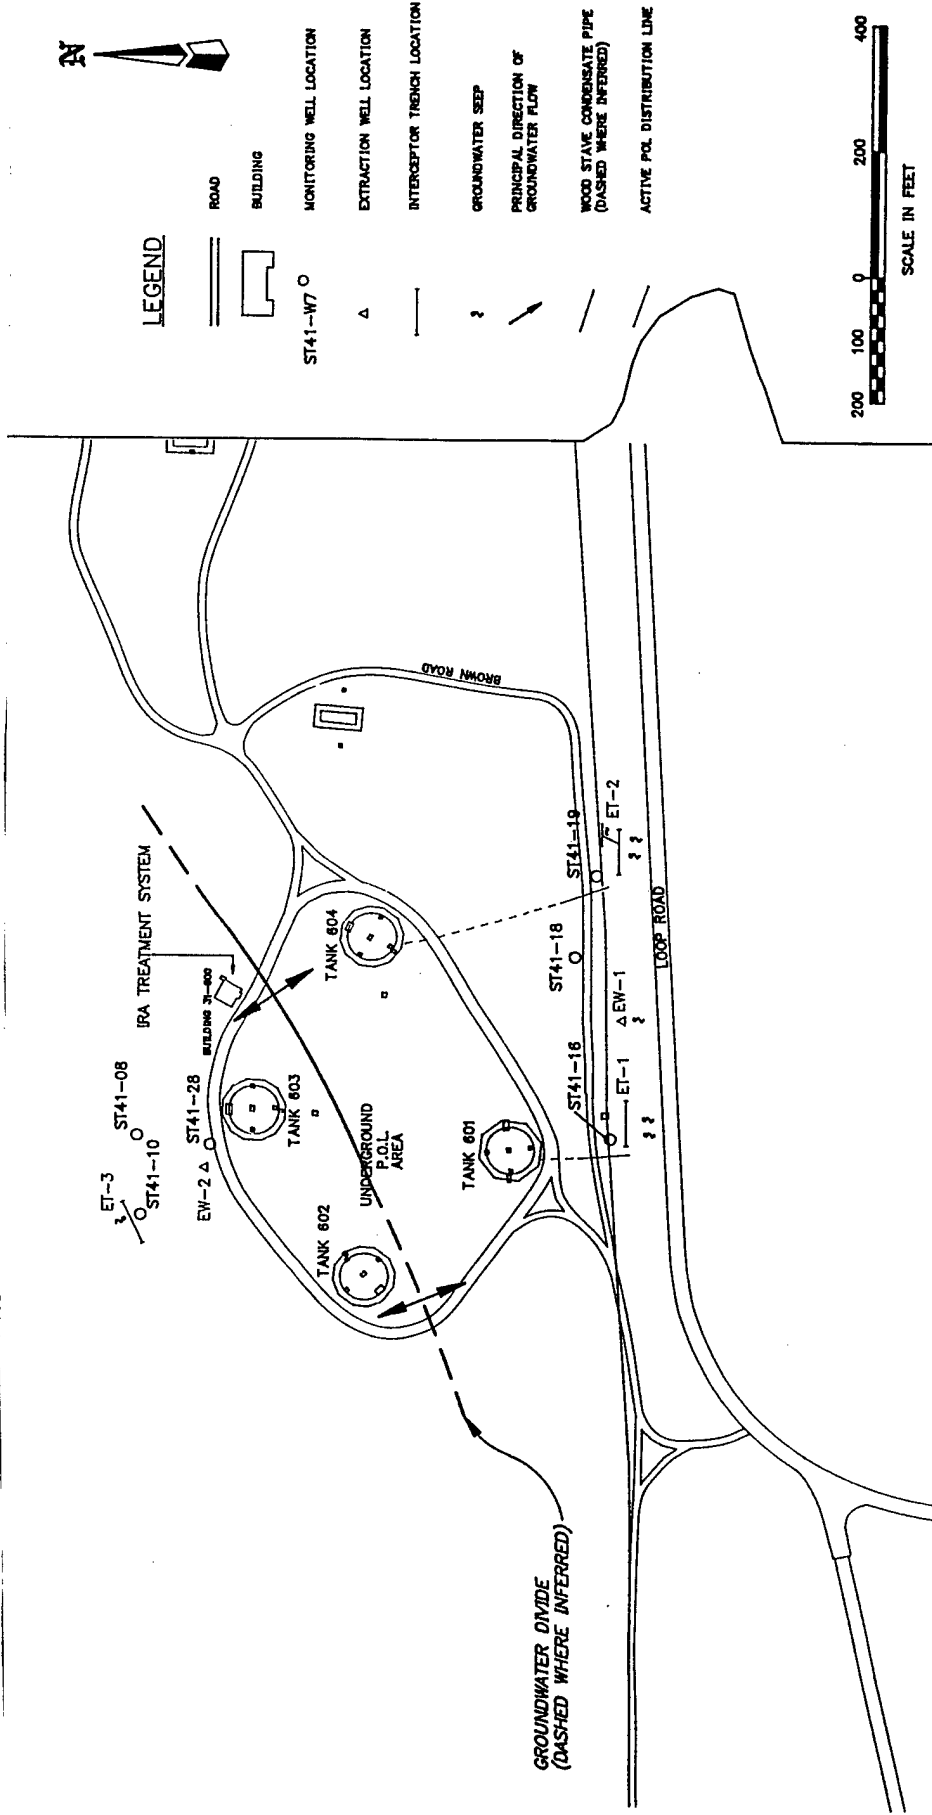 N
LEGEND
ROAD
BUILDING
ST41-W7
MONITORING WELL LOCATION
EXTRACTION WELL LOCATION
INTERCEPTOR TRENCH LOCATION
GROUNDWATER SEEP
PRINCIPAL DIRECTION OF
GROUNDWATER FLOW
WOOD STAVE CONDENSATE PIPE
(DASHED WHERE INFERRED)
ACTIVE POL DISTRIBUTION LINE
200
100
0
200
400
SCALE IN FEET
IRA TREATMENT SYSTEM
ST41-08
ET-3
ST41-10
ST41-28
EW-2
TANK 603
TANK 604
UNDERGROUND
P.O.L.
AREA
TANK 602
TANK 601
BROWN ROAD
ST41-19
ET-2
ST41-18
EW-1
ST41-16
ET-1
LOOP ROAD
GROUNDWATER DIVIDE
(DASHED WHERE INFERRED)